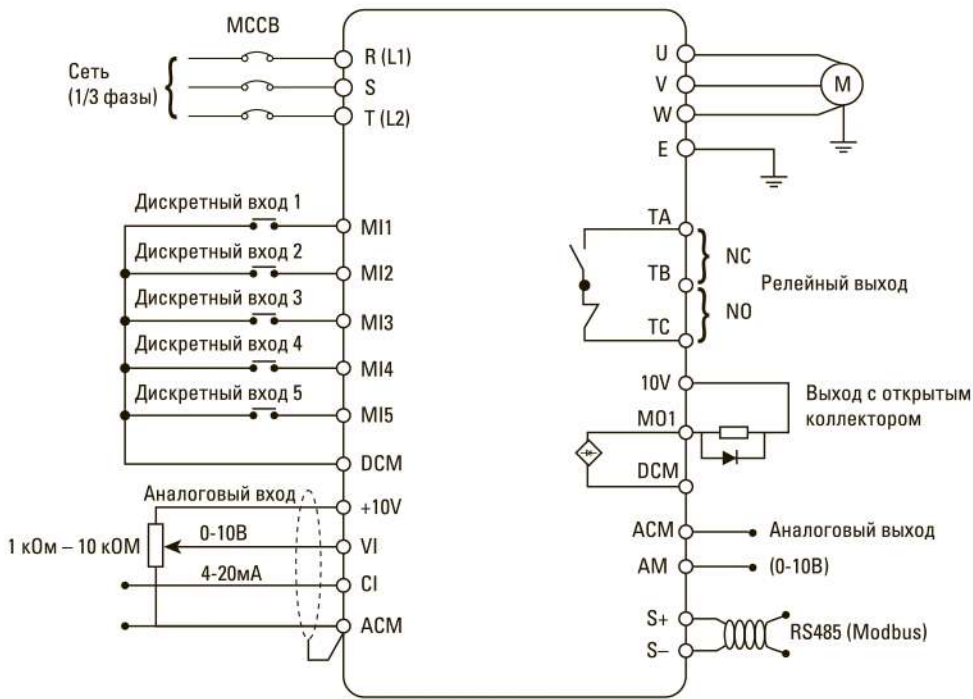 MCCB
Сеть
(1/3 фазы)
R (L1)
S
T (L2)
U
V
W
E
M
Дискретный вход 1
MI1
Дискретный вход 2
MI2
Дискретный вход 3
MI3
Дискретный вход 4
MI4
Дискретный вход 5
MI5
DCM
TA
TB
TC
NC
NO
Релейный выход
10V
MO1
DCM
Выход с открытым
коллектором
Аналоговый вход
+10V
1 кОм – 10 кОМ
0-10В
VI
4-20мА
CI
ACM
ACM
Аналоговый выход
AM
(0-10В)
S+
S–
RS485 (Modbus)